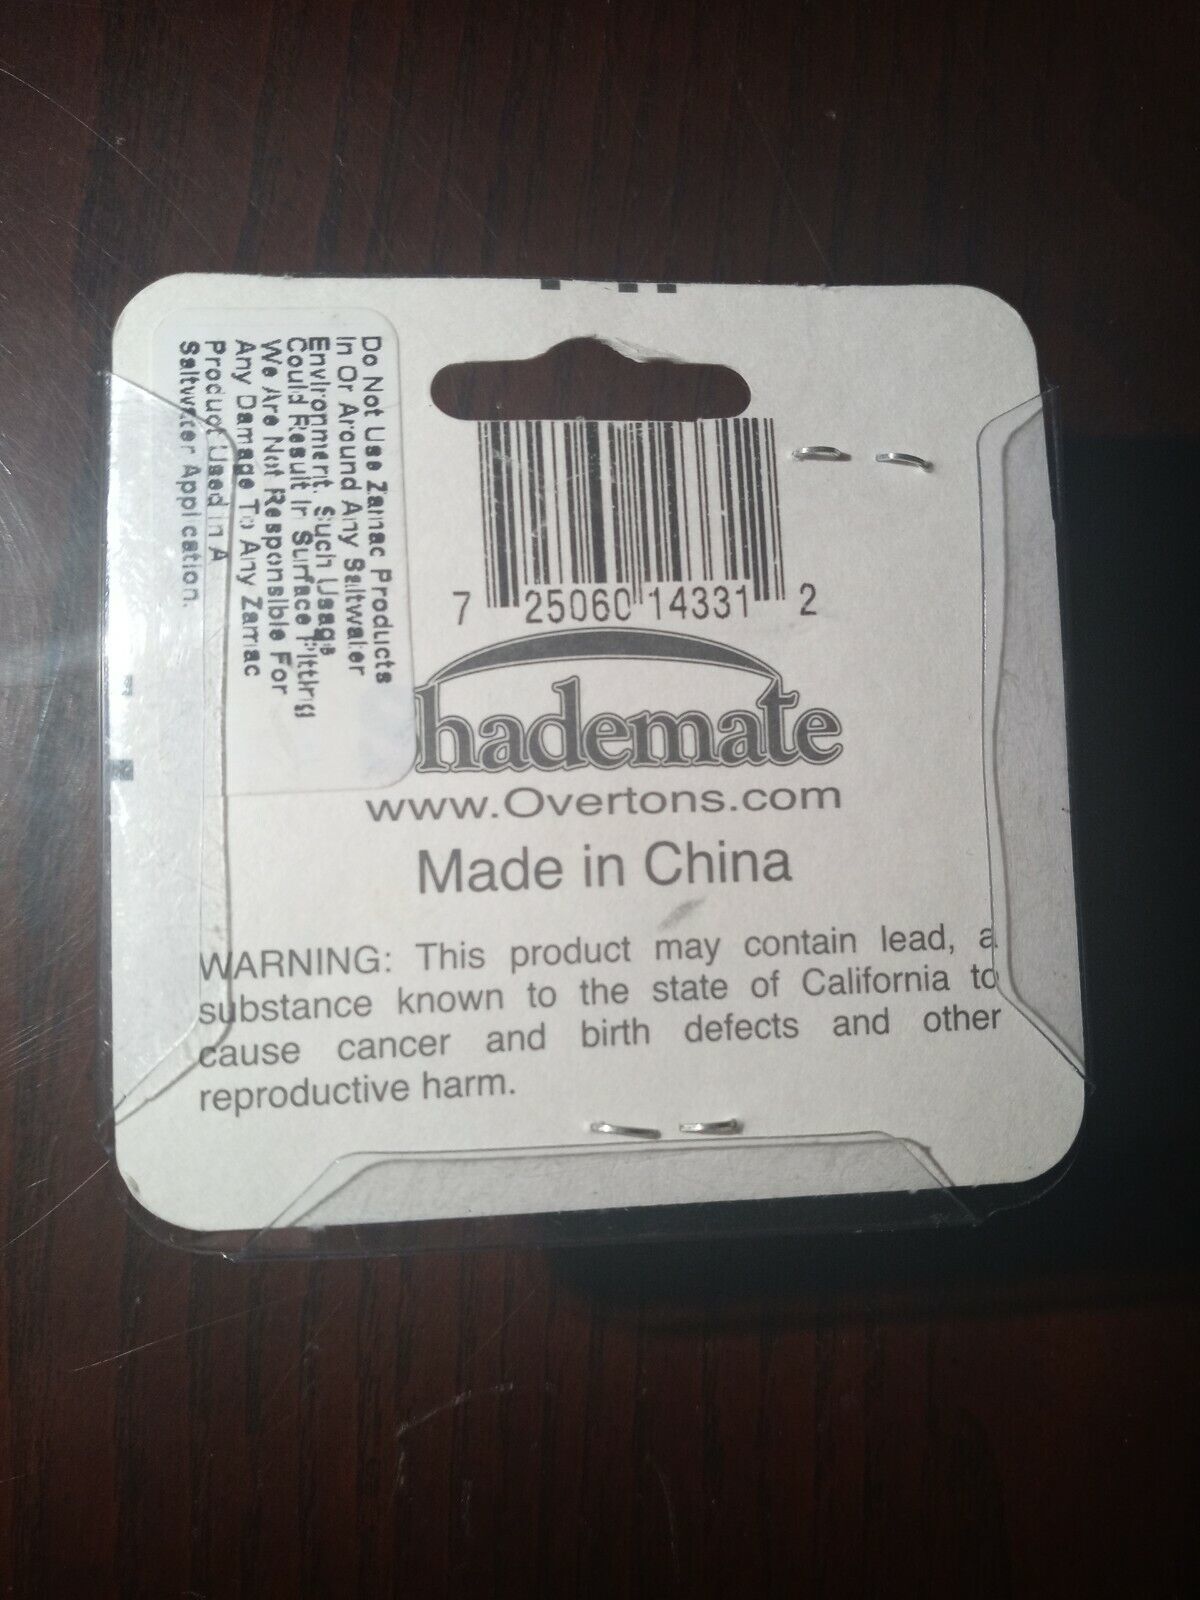 Do Not Use Zamac Products
In Or Around Any Saltwater
Environment. Such Usage
Could Result In Surface Pitting
We Are Not Responsible For
Any Damage To Any Zamac
Product Used in A
Saltwater Application.
7 25060 14331 2
hademate
www.Overtons.com
Made in China
WARNING: This product may contain lead, a
substance known to the state of California to
cause cancer and birth defects and other
reproductive harm.